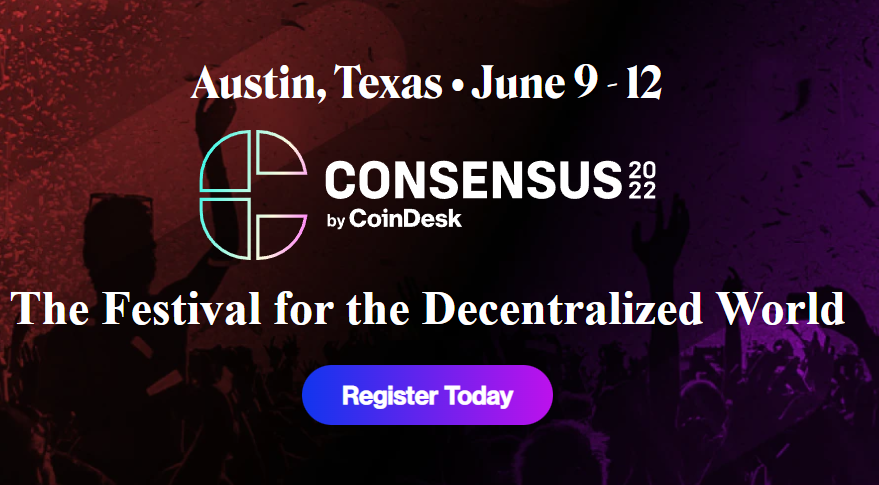 Austin, Texas • June 9 - 12
CONSENSUS 2022
by CoinDesk
The Festival for the Decentralized World
Register Today